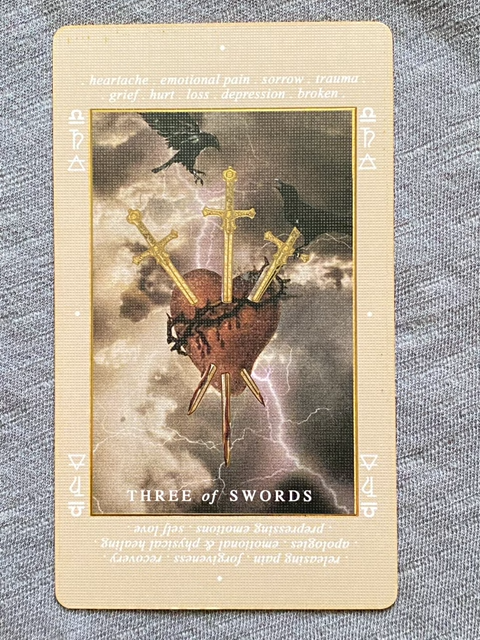 . heartache . emotional pain . sorrow . trauma .
. grief . hurt . loss . depression . broken .
THREE of SWORDS
releasing pain . forgiveness . recovery .
apologies . emotional & physical healing .
prepressing emotions . self love .